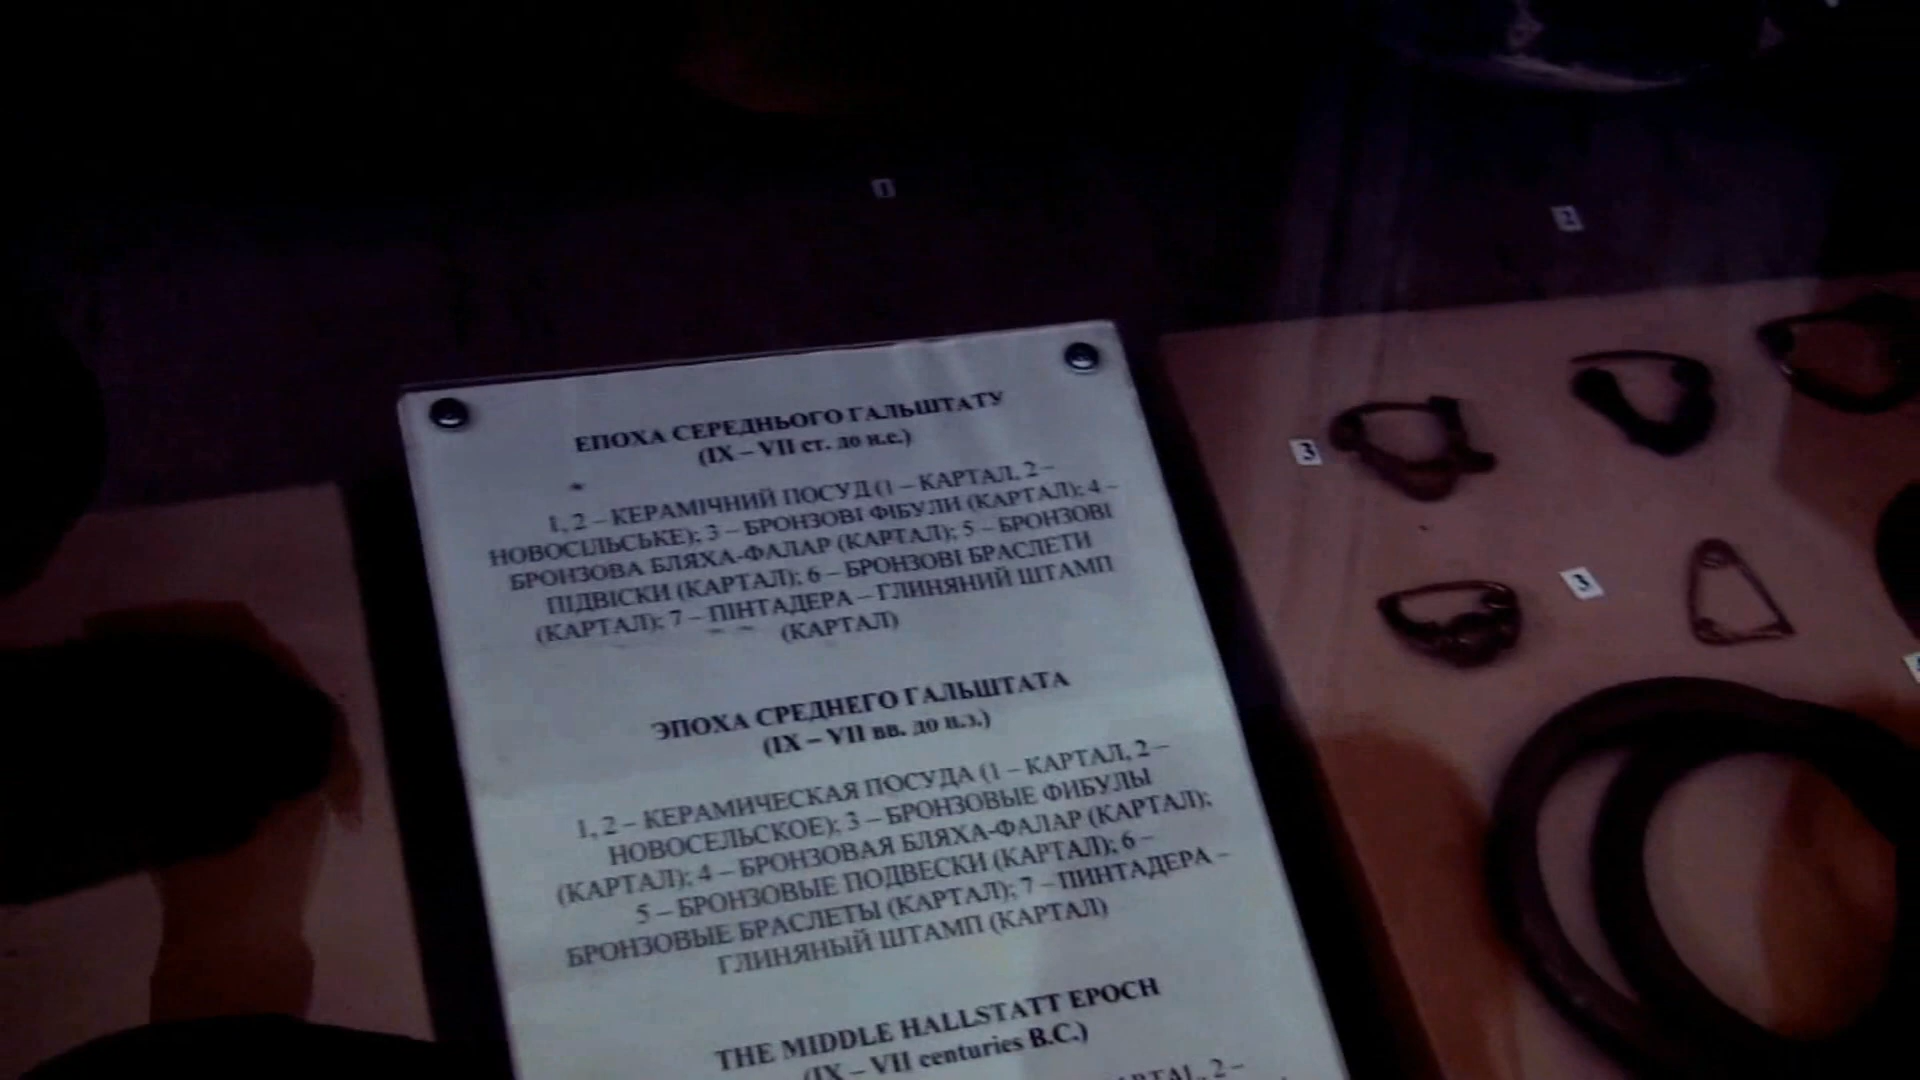 1
2
3
3
ЕПОХА СЕРЕДНЬОГО ГАЛЬШТАТУ
(IX – VII ст. до н.е.)
1, 2 – КЕРАМІЧНИЙ ПОСУД (1 – КАРТАЛ, 2 –
НОВОСІЛЬСЬКЕ); 3 – БРОНЗОВІ ФІБУЛИ (КАРТАЛ); 4 –
БРОНЗОВА БЛЯХА-ФАЛАР (КАРТАЛ); 5 – БРОНЗОВІ
ПІДВІСКИ (КАРТАЛ); 6 – БРОНЗОВІ БРАСЛЕТИ
(КАРТАЛ); 7 – ПІНТАДЕРА – ГЛИНЯНИЙ ШТАМП
(КАРТАЛ)
ЭПОХА СРЕДНЕГО ГАЛЬШТАТА
(IX – VII вв. до н.э.)
1, 2 – КЕРАМИЧЕСКАЯ ПОСУДА (1 – КАРТАЛ, 2 –
НОВОСЕЛЬСКОЕ); 3 – БРОНЗОВЫЕ ФИБУЛЫ
(КАРТАЛ); 4 – БРОНЗОВАЯ БЛЯХА-ФАЛАР (КАРТАЛ);
5 – БРОНЗОВЫЕ ПОДВЕСКИ (КАРТАЛ); 6 –
БРОНЗОВЫЕ БРАСЛЕТЫ (КАРТАЛ); 7 – ПИНТАДЕРА –
ГЛИНЯНЫЙ ШТАМП (КАРТАЛ)
THE MIDDLE HALLSTATT EPOCH
(IX – VII centuries B.C.)
2 –